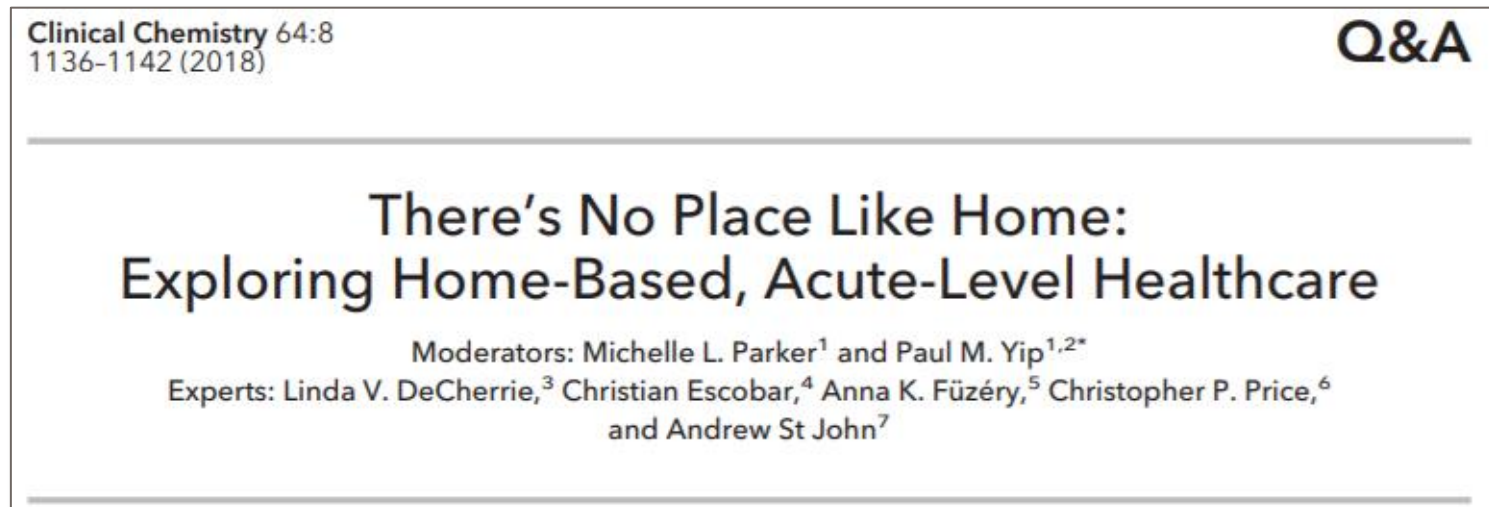 Clinical Chemistry 64:8
1136–1142 (2018)
Q&A
There's No Place Like Home:
Exploring Home-Based, Acute-Level Healthcare
Moderators: Michelle L. Parker¹ and Paul M. Yip¹,²*
Experts: Linda V. DeCherrie,³ Christian Escobar,⁴ Anna K. Füzéry,⁵ Christopher P. Price,⁶
and Andrew St John⁷